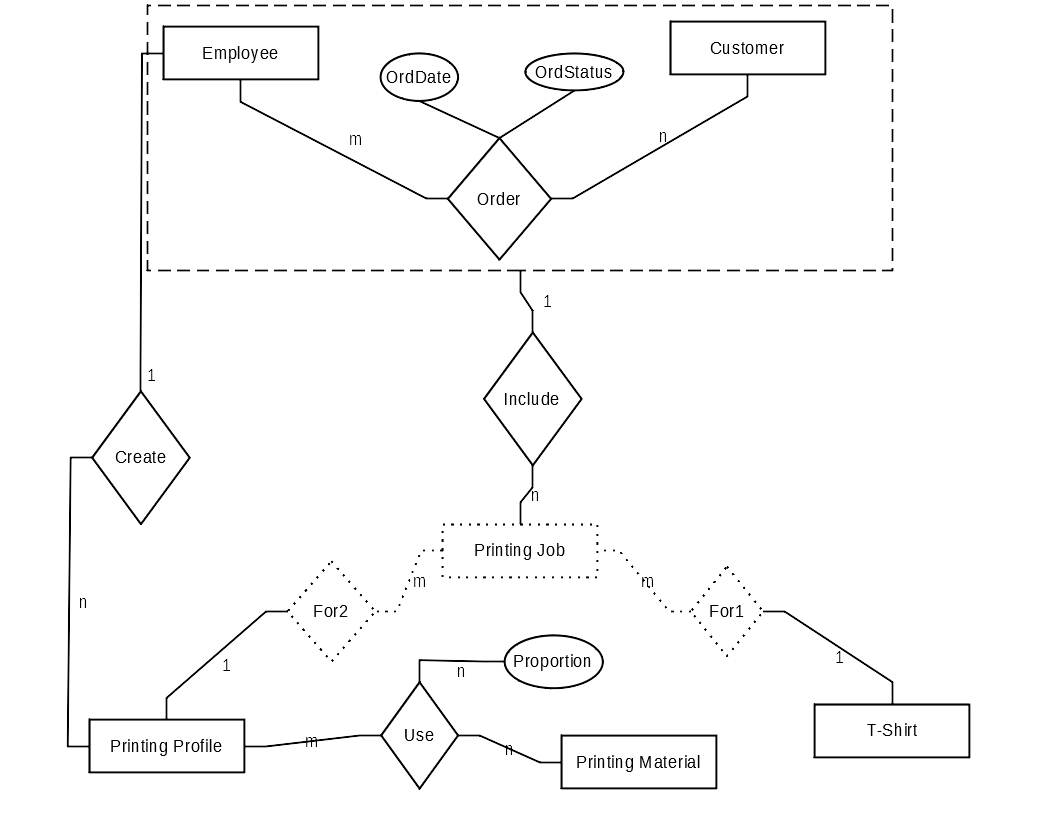 Employee
Customer
OrdDate
OrdStatus
m
n
Order
1
Include
1
Create
n
Printing Job
m
m
n
For2
For1
1
1
Proportion
n
Printing Profile
m
Use
n
Printing Material
T-Shirt